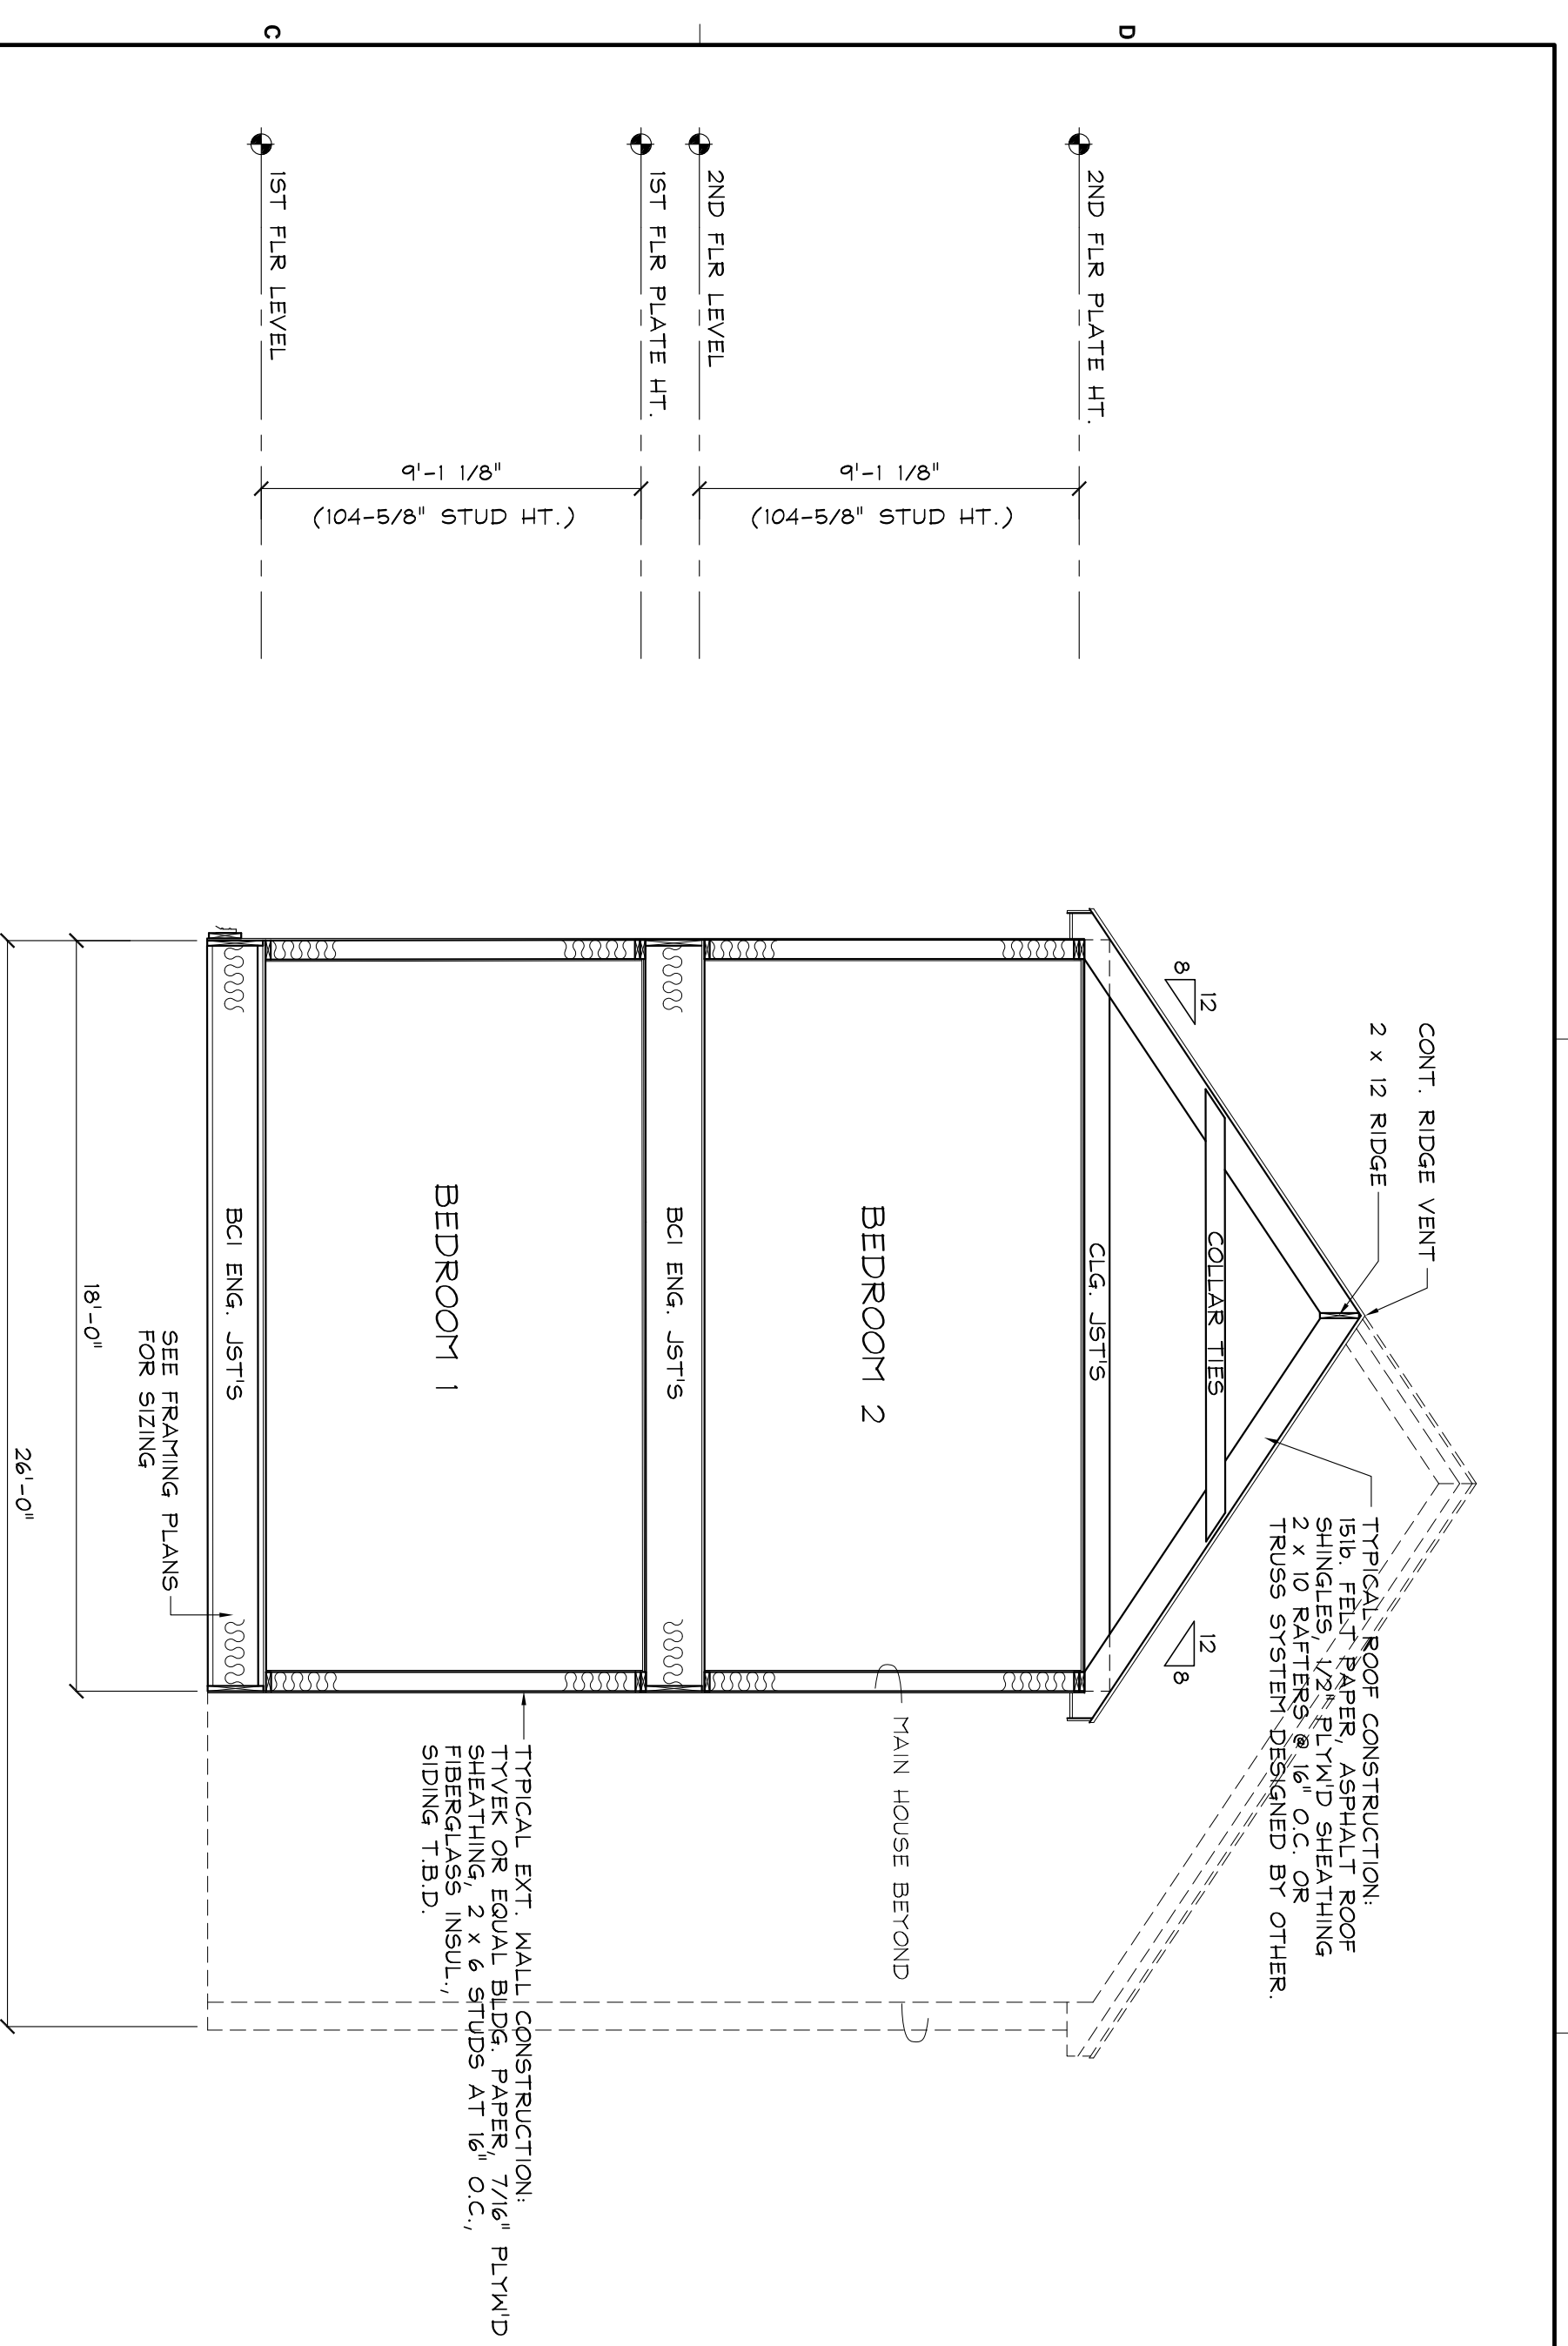 D
C
CONT. RIDGE VENT
2 x 12 RIDGE
12
8
12
8
TYPICAL ROOF CONSTRUCTION:
15lb. FELT PAPER, ASPHALT ROOF
SHINGLES, 1/2" PLYW'D SHEATHING
2 x 10 RAFTERS @ 16" O.C. OR
TRUSS SYSTEM DESIGNED BY OTHER.
COLLAR TIES
CLG. JST'S
2ND FLR PLATE HT.
9'-1 1/8"
(104-5/8" STUD HT.)
BEDROOM 2
MAIN HOUSE BEYOND
2ND FLR LEVEL
BCI ENG. JST'S
1ST FLR PLATE HT.
9'-1 1/8"
(104-5/8" STUD HT.)
BEDROOM 1
TYPICAL EXT. WALL CONSTRUCTION:
TYVEK OR EQUAL BLDG. PAPER, 7/16" PLYW'D
SHEATHING, 2 x 6 STUDS AT 16" O.C.,
FIBERGLASS INSUL.,
SIDING T.B.D.
1ST FLR LEVEL
BCI ENG. JST'S
SEE FRAMING PLANS
FOR SIZING
18'-0"
26'-0"